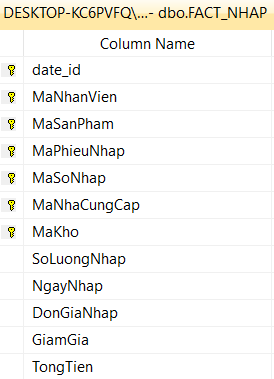 DESKTOP-KC6PVFQ\...- dbo.FACT_NHAP
Column Name
date_id
MaNhanVien
MaSanPham
MaPhieuNhap
MaSoNhap
MaNhaCungCap
MaKho
SoLuongNhap
NgayNhap
DonGiaNhap
GiamGia
TongTien